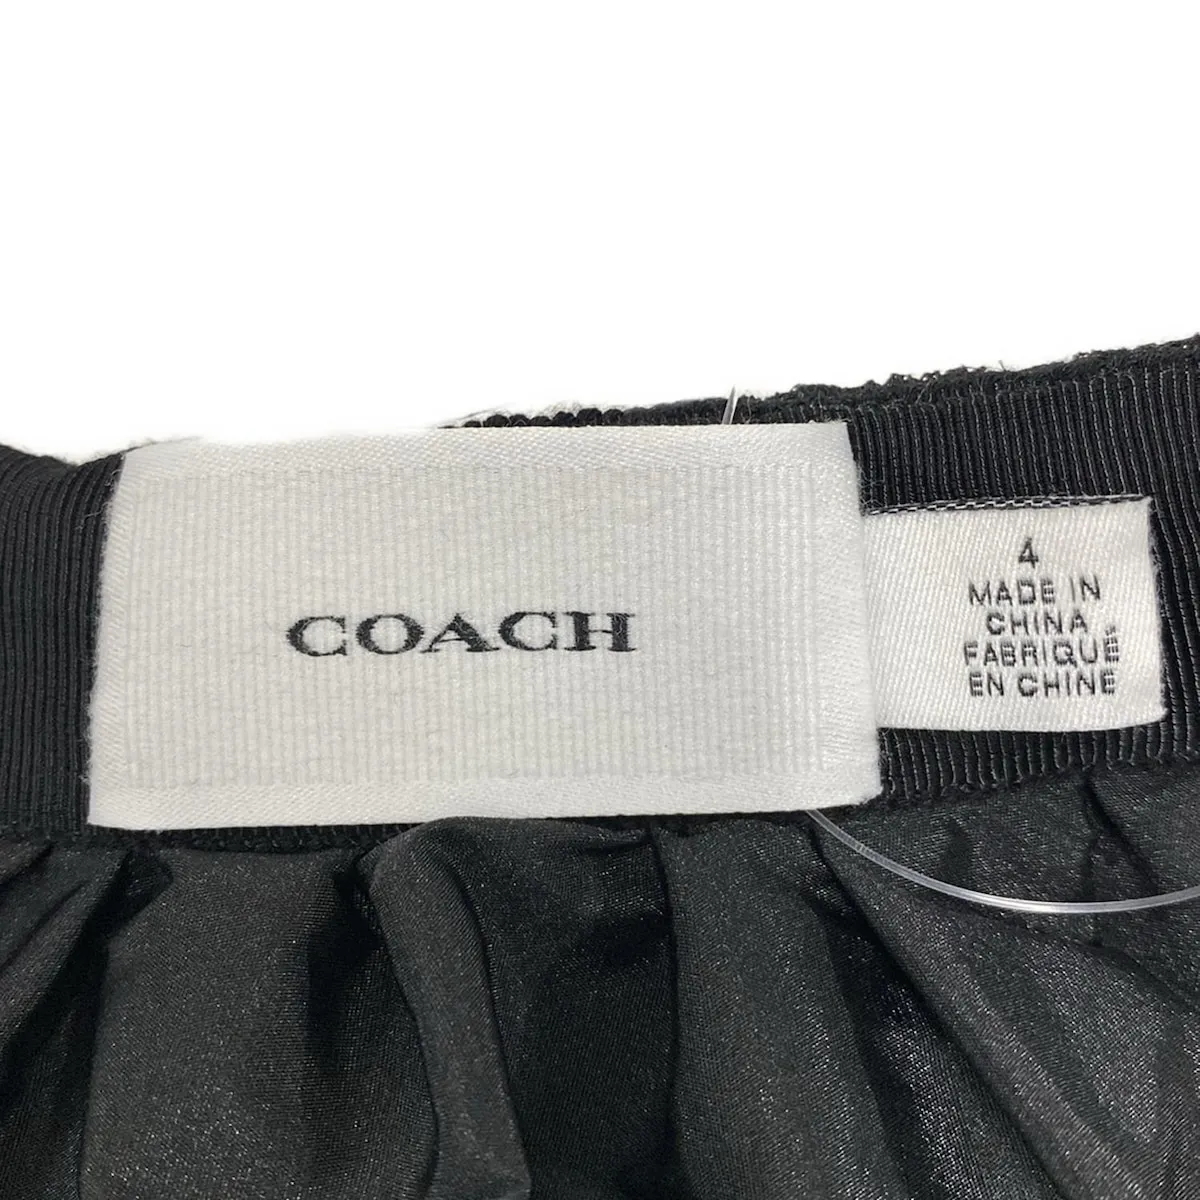 COACH
4
MADE IN
CHINA
FABRIQUÉ
EN CHINE